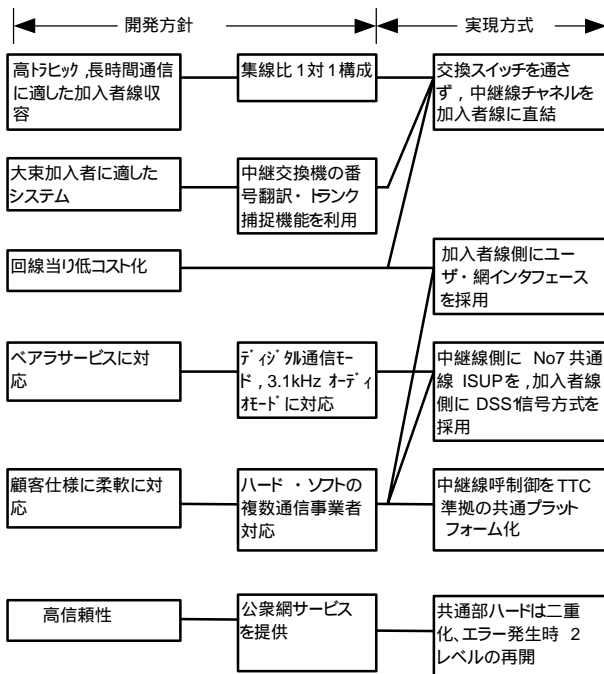 開発方針
実現方式
高トラヒック,長時間通信
に適した加入者線収
容
集線比1対1構成
交換スイッチを通さ
ず,中継線チャネルを
加入者線に直結
大束加入者に適した
システム
中継交換機の番
号翻訳・トランク
捕捉機能を利用
回線当り低コスト化
加入者線側にユー
ザ・網インタフェース
を採用
ベアラサービスに対
応
ディジタル通信モー
ド,3.1kHz オーディ
オモードに対応
中継線側に No7 共通
線 ISUPを,加入者線
側に DSS1信号方式を
採用
顧客仕様に柔軟に対
応
ハード・ソフトの
複数通信事業者
対応
中継線呼制御をTTC
準拠の共通プラット
フォーム化
高信頼性
公衆網サービス
を提供
共通部ハードは二重
化、エラー発生時 2
レベルの再開